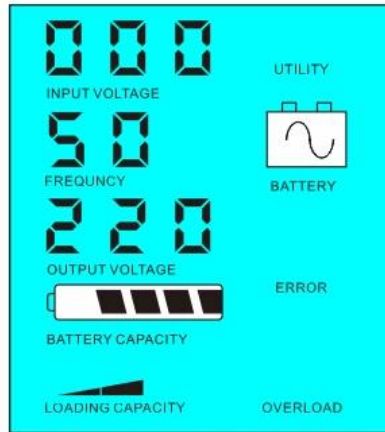 000
UTILITY
INPUT VOLTAGE
50
FREQUNCY
BATTERY
220
OUTPUT VOLTAGE
ERROR
BATTERY CAPACITY
LOADING CAPACITY
OVERLOAD